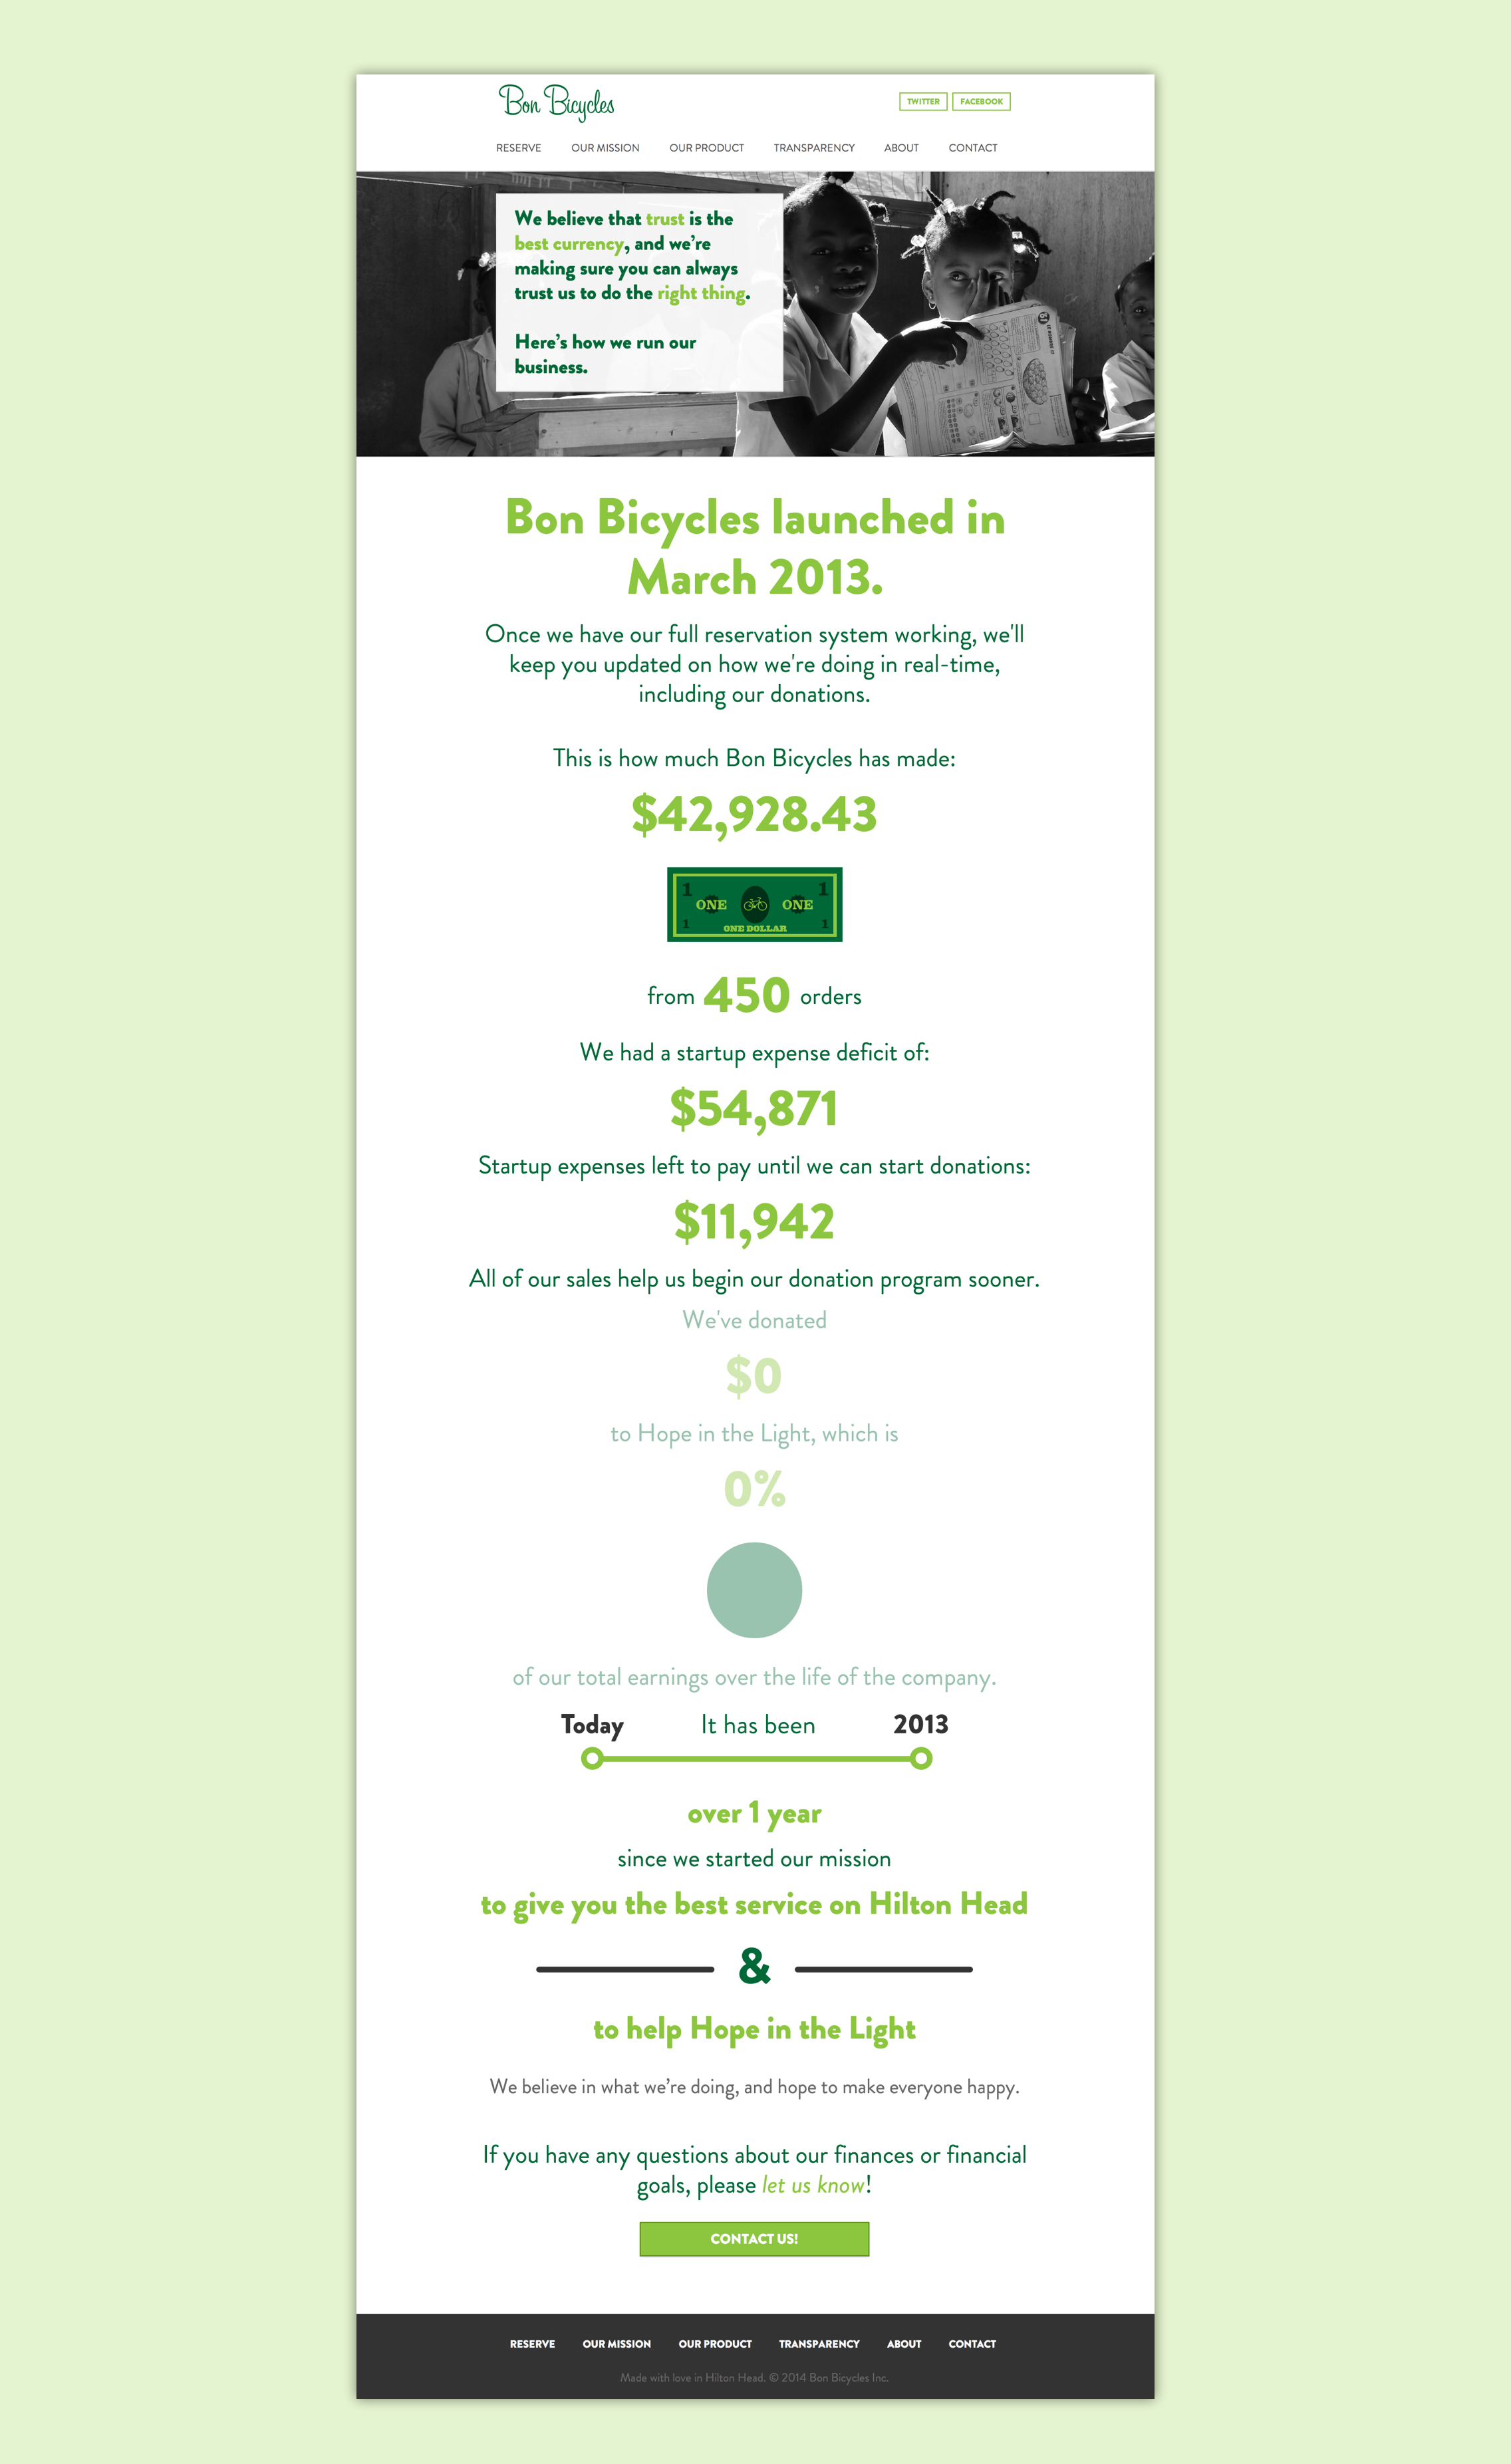 Bon Bicycles
TWITTER FACEBOOK
RESERVE OUR MISSION OUR PRODUCT TRANSPARENCY ABOUT CONTACT
We believe that trust is the
best currency, and we’re
making sure you can always
trust us to do the right thing.
Here’s how we run our
business.
Bon Bicycles launched in
March 2013.
Once we have our full reservation system working, we'll
keep you updated on how we're doing in real-time,
including our donations.
This is how much Bon Bicycles has made:
$42,928.43
1 1
ONE ONE
1 1
ONE DOLLAR
from 450 orders
We had a startup expense deficit of:
$54,871
Startup expenses left to pay until we can start donations:
$11,942
All of our sales help us begin our donation program sooner.
We've donated
$0
to Hope in the Light, which is
0%
of our total earnings over the life of the company.
Today It has been 2013
over 1 year
since we started our mission
to give you the best service on Hilton Head
&
to help Hope in the Light
We believe in what we’re doing, and hope to make everyone happy.
If you have any questions about our finances or financial
goals, please let us know!
CONTACT US!
RESERVE OUR MISSION OUR PRODUCT TRANSPARENCY ABOUT CONTACT
Made with love in Hilton Head. © 2014 Bon Bicycles Inc.